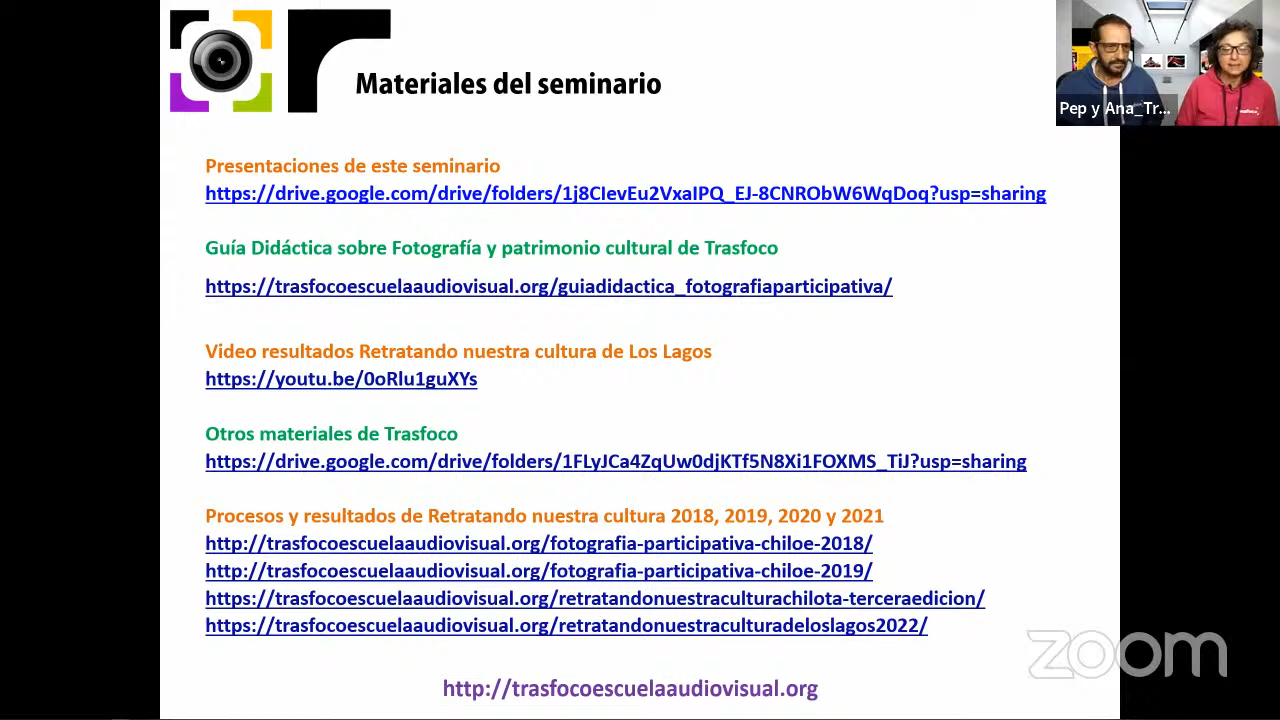 Materiales del seminario
Pep y Ana_Tr...
Presentaciones de este seminario
https://drive.google.com/drive/folders/1j8CIevEu2VxaIPQ_EJ-8CNRObW6WqDoq?usp=sharing
Guía Didáctica sobre Fotografía y patrimonio cultural de Trasfoco
https://trasfocoescuelaaudiovisual.org/guiadidactica_fotografiaparticipativa/
Video resultados Retratando nuestra cultura de Los Lagos
https://youtu.be/0oRlu1guXYs
Otros materiales de Trasfoco
https://drive.google.com/drive/folders/1FLyJCa4ZqUw0djKTf5N8Xi1FOXMS_TiJ?usp=sharing
Procesos y resultados de Retratando nuestra cultura 2018, 2019, 2020 y 2021
http://trasfocoescuelaaudiovisual.org/fotografia-participativa-chiloe-2018/
http://trasfocoescuelaaudiovisual.org/fotografia-participativa-chiloe-2019/
https://trasfocoescuelaaudiovisual.org/retratandonuestraculturachilota-terceraedicion/
https://trasfocoescuelaaudiovisual.org/retratandonuestraculturadeloslagos2022/
zoom
http://trasfocoescuelaaudiovisual.org